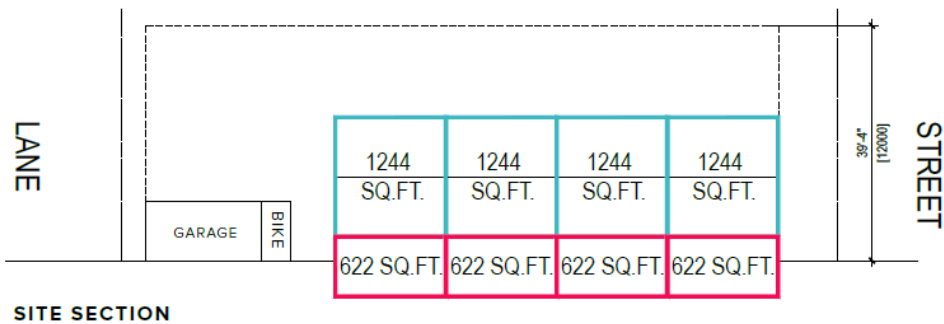 LANE
1244
SQ.FT.
1244
SQ.FT.
1244
SQ.FT.
1244
SQ.FT.
39'-4"
[12000]
STREET
GARAGE
BIKE
622 SQ.FT.
622 SQ.FT.
622 SQ.FT.
622 SQ.FT.
SITE SECTION